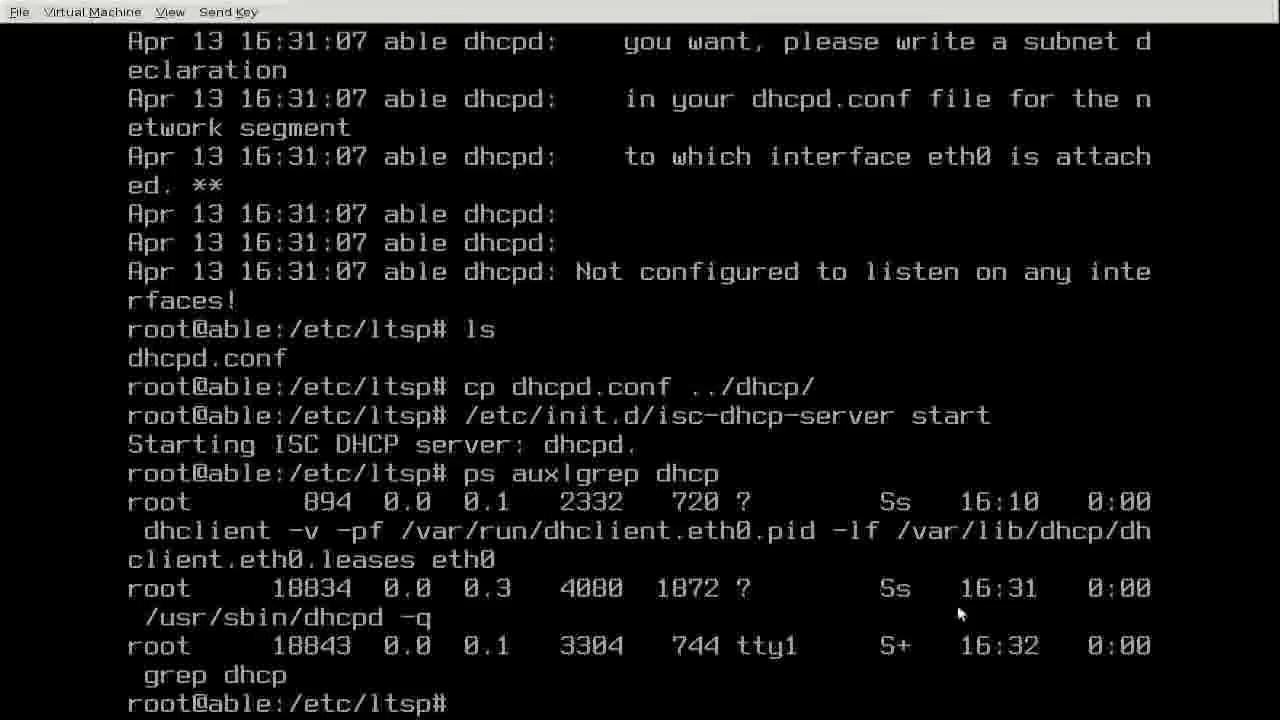 File Virtual Machine View Send Key
Apr 13 16:31:07 able dhcpd:    you want, please write a subnet d
eclaration
Apr 13 16:31:07 able dhcpd:    in your dhcpd.conf file for the n
etwork segment
Apr 13 16:31:07 able dhcpd:    to which interface eth0 is attach
ed. **
Apr 13 16:31:07 able dhcpd:
Apr 13 16:31:07 able dhcpd:
Apr 13 16:31:07 able dhcpd: Not configured to listen on any inte
rfaces!
root@able:/etc/ltsp# ls
dhcpd.conf
root@able:/etc/ltsp# cp dhcpd.conf ../dhcp/
root@able:/etc/ltsp# /etc/init.d/isc-dhcp-server start
Starting ISC DHCP server: dhcpd.
root@able:/etc/ltsp# ps aux|grep dhcp
root       894  0.0  0.1   2332   720 ?        Ss   16:10   0:00
 dhclient -v -pf /var/run/dhclient.eth0.pid -lf /var/lib/dhcp/dh
client.eth0.leases eth0
root     18834  0.0  0.3   4080  1872 ?        Ss   16:31   0:00
 /usr/sbin/dhcpd -q
root     18843  0.0  0.1   3304   744 tty1     S+   16:32   0:00
 grep dhcp
root@able:/etc/ltsp#